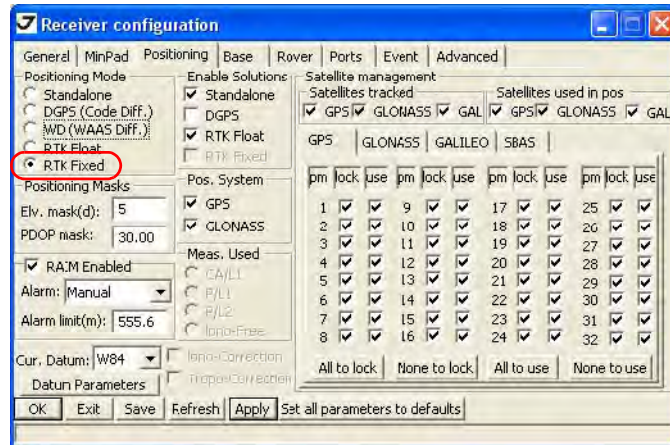 Receiver configuration
General MinPad Positioning Base Rover Ports Event Advanced
Positioning Mode
Standalone
DGPS (Code Diff.)
WD (WAAS Diff.)
RTK Float
RTK Fixed
Positioning Masks
Elv. mask(d): 5
PDOP mask: 30.00
RAIM Enabled
Alarm: Manual
Alarm limit(m): 555.6
Cur. Datum: W84
Datum Parameters
Enable Solutions
Standalone
DGPS
RTK Float
RTK Fixed
Pos. System
GPS
GLONASS
Meas. Used
CA/L1
P/L1
P/L2
Iono-Free
Iono-Correction
Tropo-Correction
Satellite management
Satellites tracked
GPS GLONASS GAL
Satellites used in pos
GPS GLONASS GAL
GPS GLONASS GALILEO SBAS
prn lock use prn lock use prn lock use prn lock use
1 9 17 25
2 10 18 26
3 11 19 27
4 12 20 28
5 13 21 29
6 14 22 30
7 15 23 31
8 16 24 32
All to lock None to lock All to use None to use
OK Exit Save Refresh Apply Set all parameters to defaults